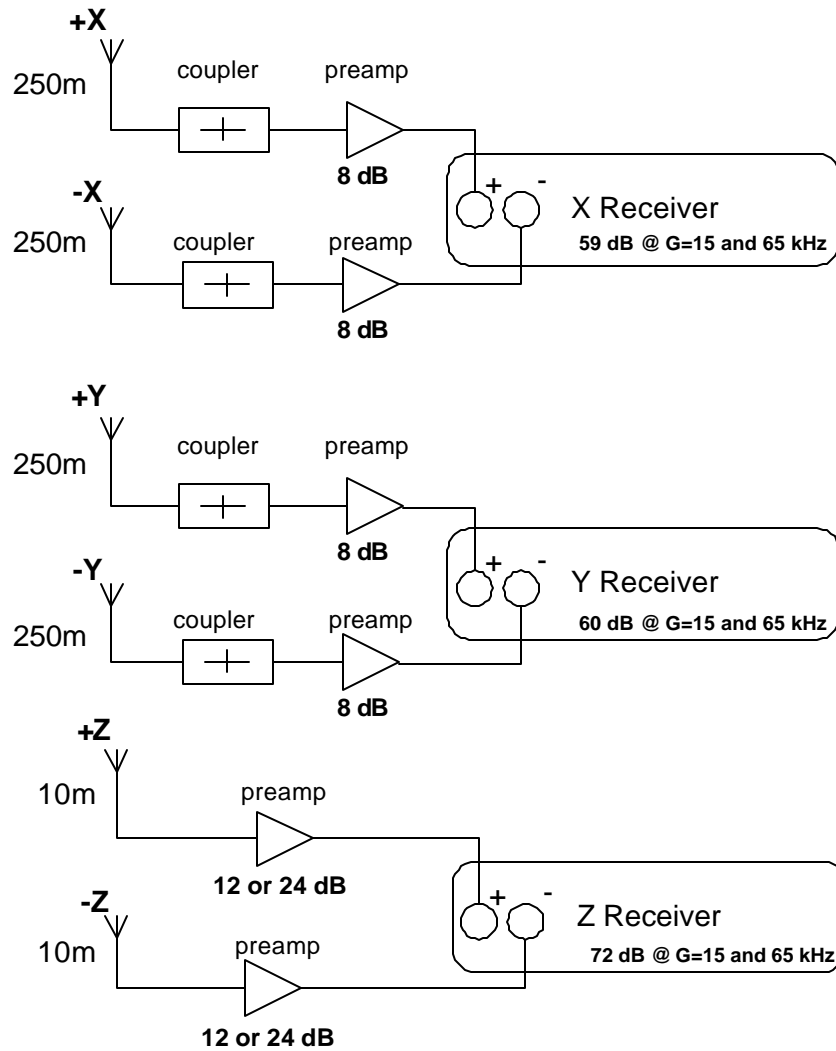 +X
250m
coupler
preamp
8 dB
-X
250m
coupler
preamp
8 dB
+
-
X Receiver
59 dB @ G=15 and 65 kHz
+Y
250m
coupler
preamp
8 dB
-Y
250m
coupler
preamp
8 dB
+
-
Y Receiver
60 dB @ G=15 and 65 kHz
+Z
10m
preamp
12 or 24 dB
-Z
10m
preamp
12 or 24 dB
+
-
Z Receiver
72 dB @ G=15 and 65 kHz